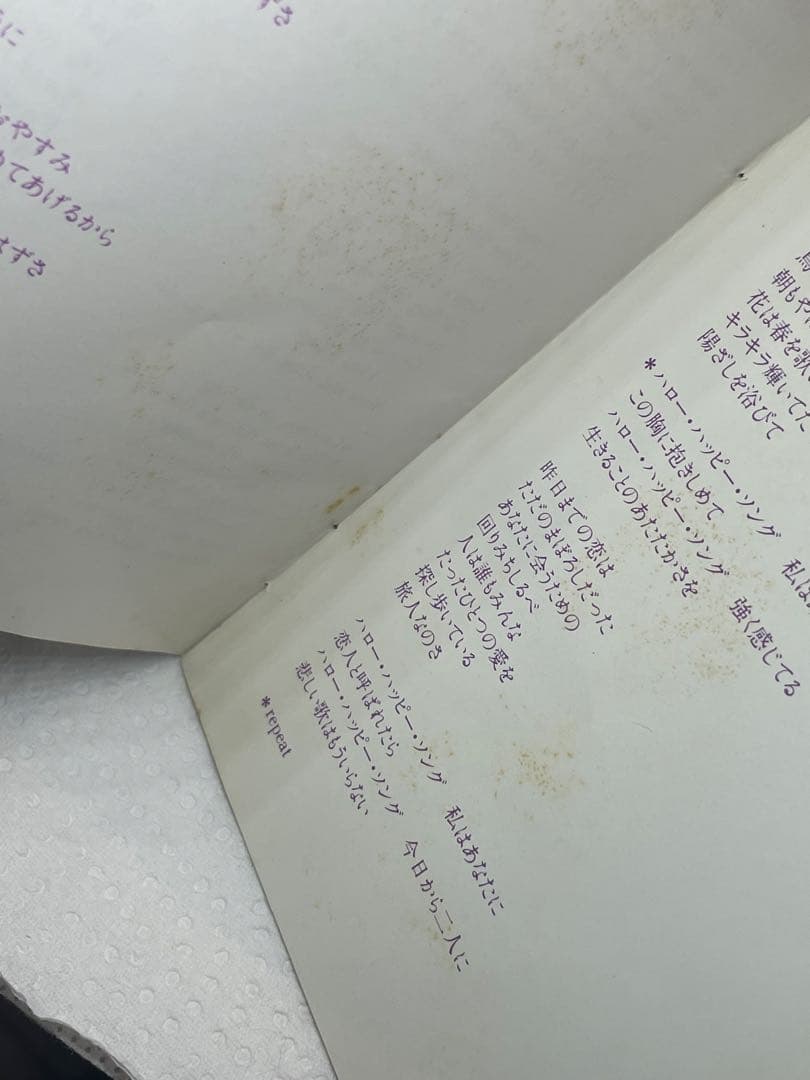 に
ずさ
やすみ
てあげるから
はずさ
朝もや
花は春を歌い
キラキラ輝いてた
陽ざしを浴びて
＊ハロー・ハッピー・ソング 私は
この胸に抱きしめて
ハロー・ハッピー・ソング 強く感じてる
生きることのあたたかさを
昨日までの恋は
ただのまぼろしだった
あなたに会うための
回りみちしるべ
人は誰もみんな
たったひとつの愛を
探し歩いている
旅人なのさ
ハロー・ハッピー・ソング 私はあなたに
恋人と呼ばれたら
ハロー・ハッピー・ソング 今日から二人に
悲しい歌はもういらない
＊repeat